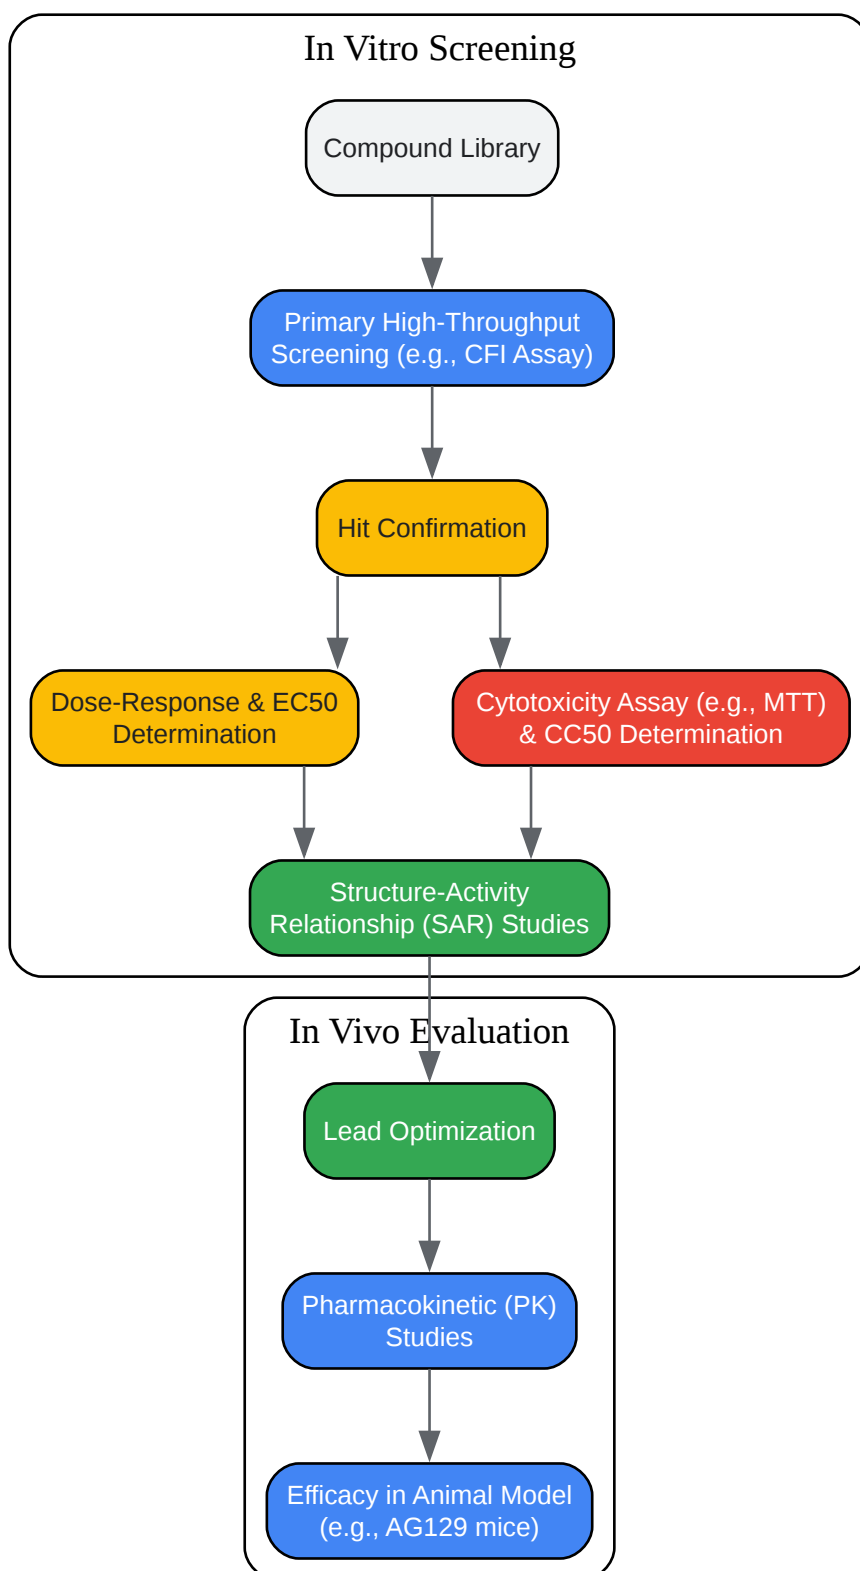 In Vitro Screening
Compound Library
Primary High-Throughput
Screening (e.g., CFI Assay)
Hit Confirmation
Dose-Response & EC50
Determination
Cytotoxicity Assay (e.g., MTT)
& CC50 Determination
Structure-Activity
Relationship (SAR) Studies
In Vivo Evaluation
Lead Optimization
Pharmacokinetic (PK)
Studies
Efficacy in Animal Model
(e.g., AG129 mice)